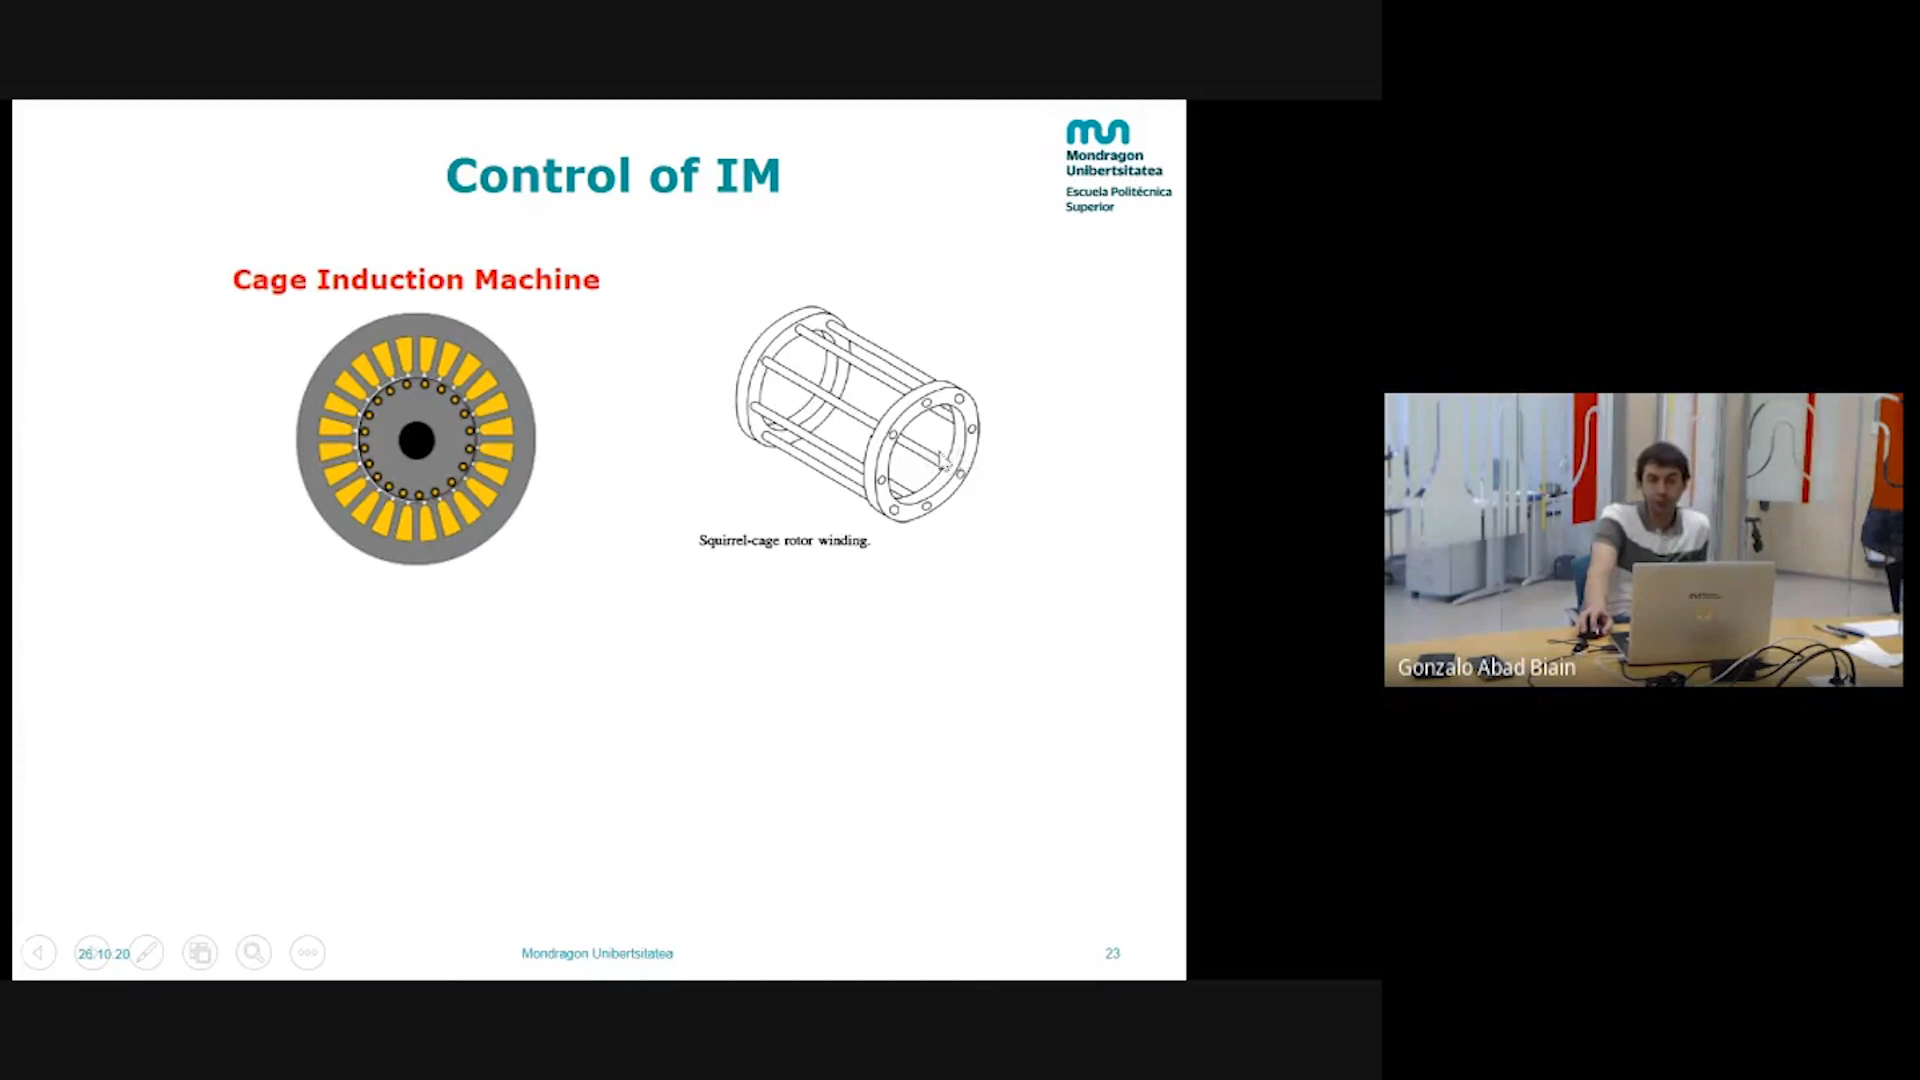 Control of IM
Mondragon
Unibertsitatea
Escuela Politécnica
Superior
Cage Induction Machine
Squirrel-cage rotor winding.
26.10.20
Mondragon Unibertsitatea
23
Gonzalo Abad Biain